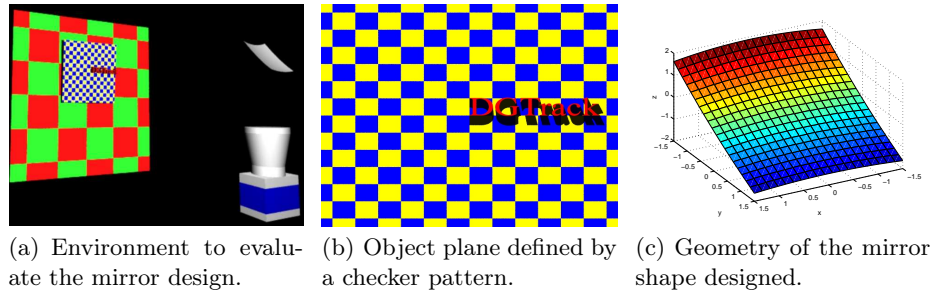 DGTrack
2
1
0
−1
−2
−1.5
−1
−0.5
0
0.5
1
1.5
1.5
1
0.5
0
−0.5
−1
−1.5
z
y
x
(a) Environment to evalu-
ate the mirror design.
(b) Object plane defined by
a checker pattern.
(c) Geometry of the mirror
shape designed.